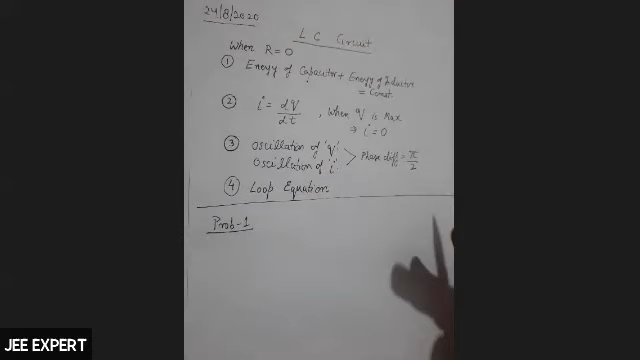 24/8/2020
L C Circuit
When R = 0
① Energy of Capacitor + Energy of Inductor
= Const.
② i = dq/dt , When q is Max
⇒ i = 0
③ Oscillation of 'q'
Oscillation of 'i' > Phase diff = π/2
④ Loop Equation
Prob-1
JEE EXPERT